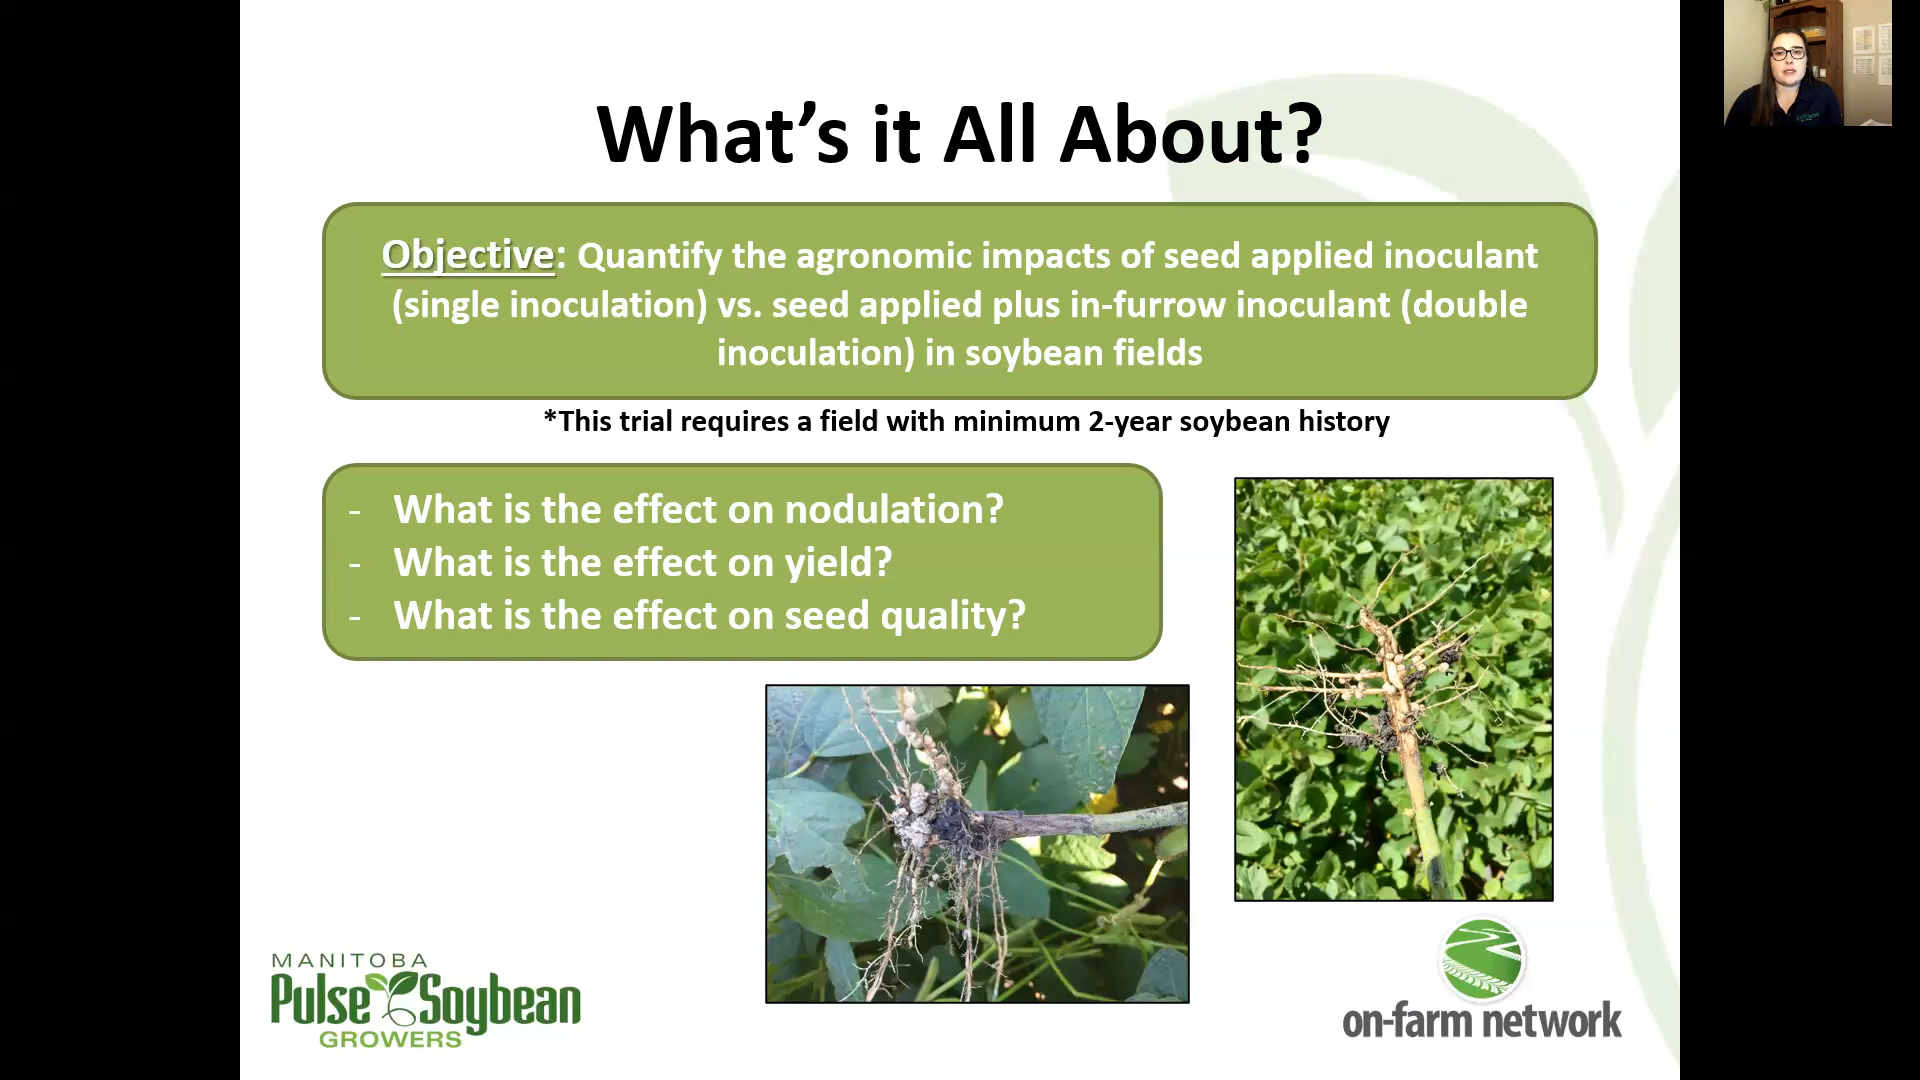 What's it All About?
Objective: Quantify the agronomic impacts of seed applied inoculant
(single inoculation) vs. seed applied plus in-furrow inoculant (double
inoculation) in soybean fields
*This trial requires a field with minimum 2-year soybean history
- What is the effect on nodulation?
- What is the effect on yield?
- What is the effect on seed quality?
MANITOBA
Pulse Soybean
GROWERS
on-farm network